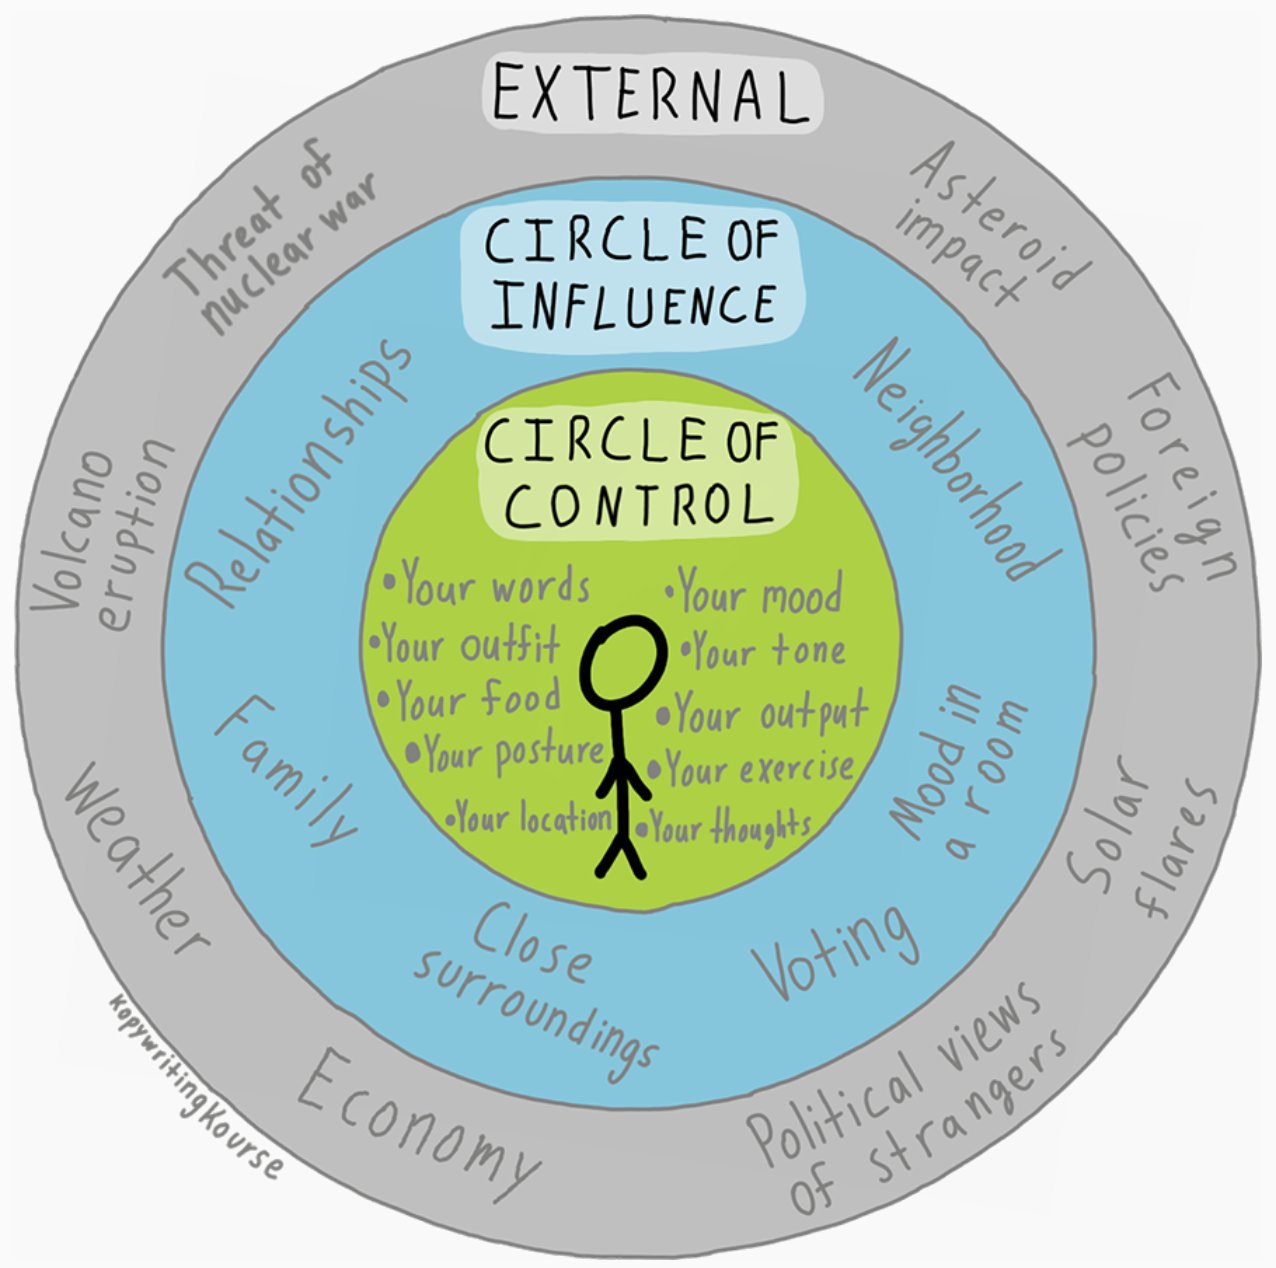 EXTERNAL
Threat of
nuclear war
Asteroid
impact
Volcano
eruption
Foreign
policies
Weather
Solar
flares
Economy
Political views
of strangers
CIRCLE OF
INFLUENCE
Relationships
Neighborhood
Family
Mood in
a room
Close
surroundings
Voting
CIRCLE OF
CONTROL
•Your words
•Your outfit
•Your food
•Your posture
•Your location
•Your mood
•Your tone
•Your output
•Your exercise
•Your thoughts
KopywritingKourse